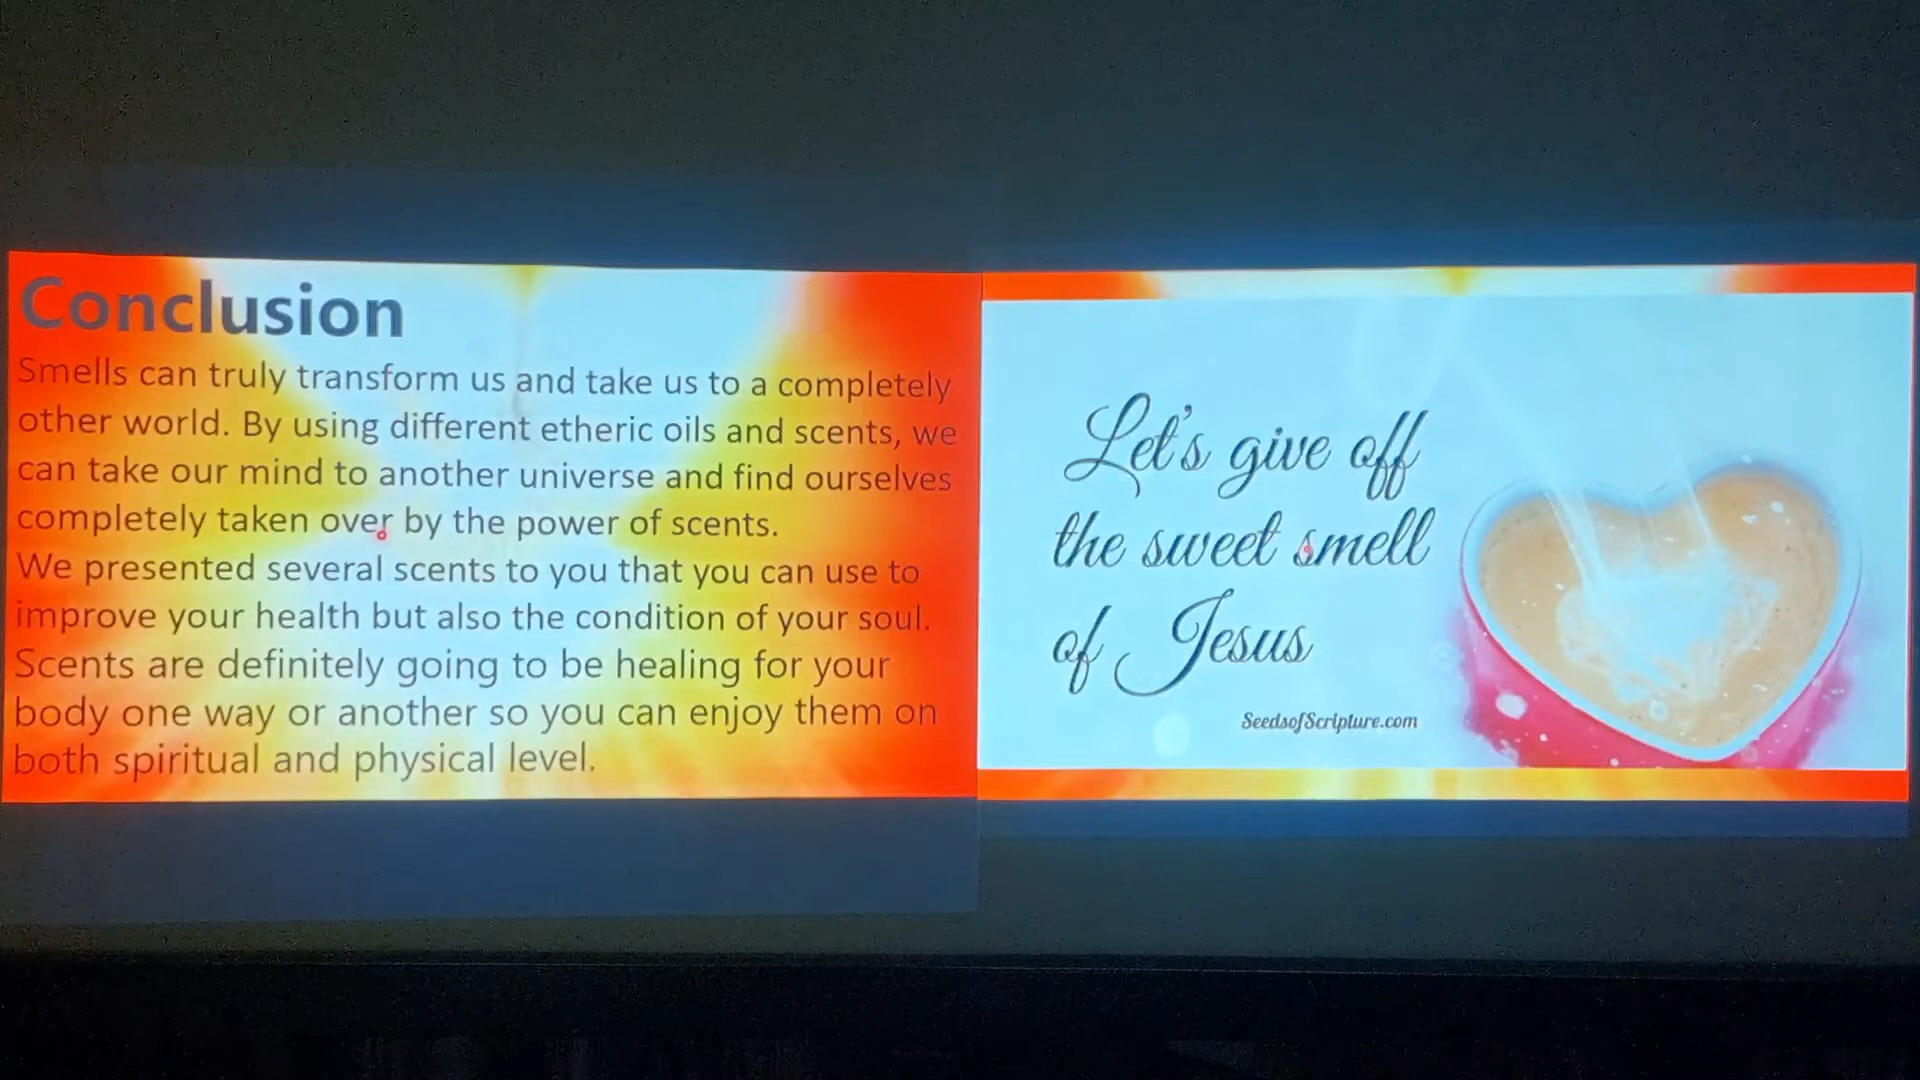 Conclusion
Smells can truly transform us and take us to a completely
other world. By using different etheric oils and scents, we
can take our mind to another universe and find ourselves
completely taken over by the power of scents.
We presented several scents to you that you can use to
improve your health but also the condition of your soul.
Scents are definitely going to be healing for your
body one way or another so you can enjoy them on
both spiritual and physical level.
Let's give off
the sweet smell
of Jesus
SeedsofScripture.com